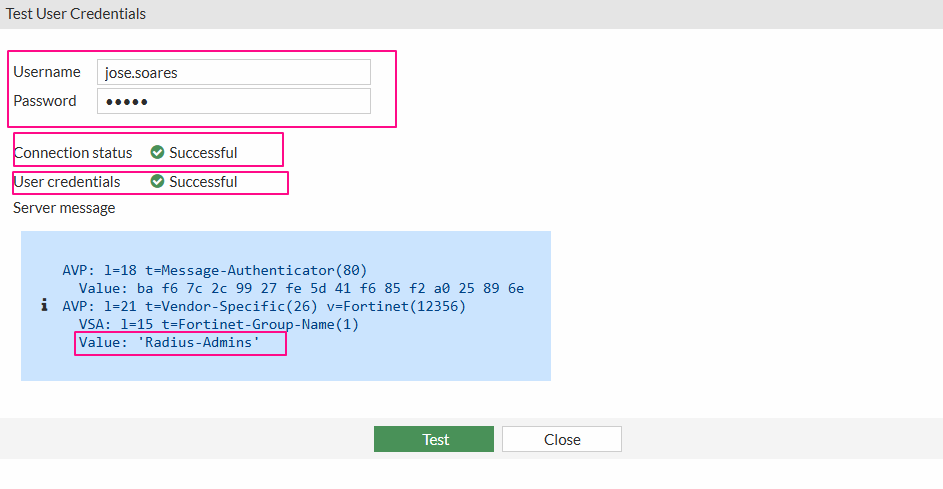 Test User Credentials
Username jose.soares
Password •••••
Connection status Successful
User credentials Successful
Server message
AVP: l=18 t=Message-Authenticator(80)
Value: ba f6 7c 2c 99 27 fe 5d 41 f6 85 f2 a0 25 89 6e
AVP: l=21 t=Vendor-Specific(26) v=Fortinet(12356)
VSA: l=15 t=Fortinet-Group-Name(1)
Value: 'Radius-Admins'
Test Close